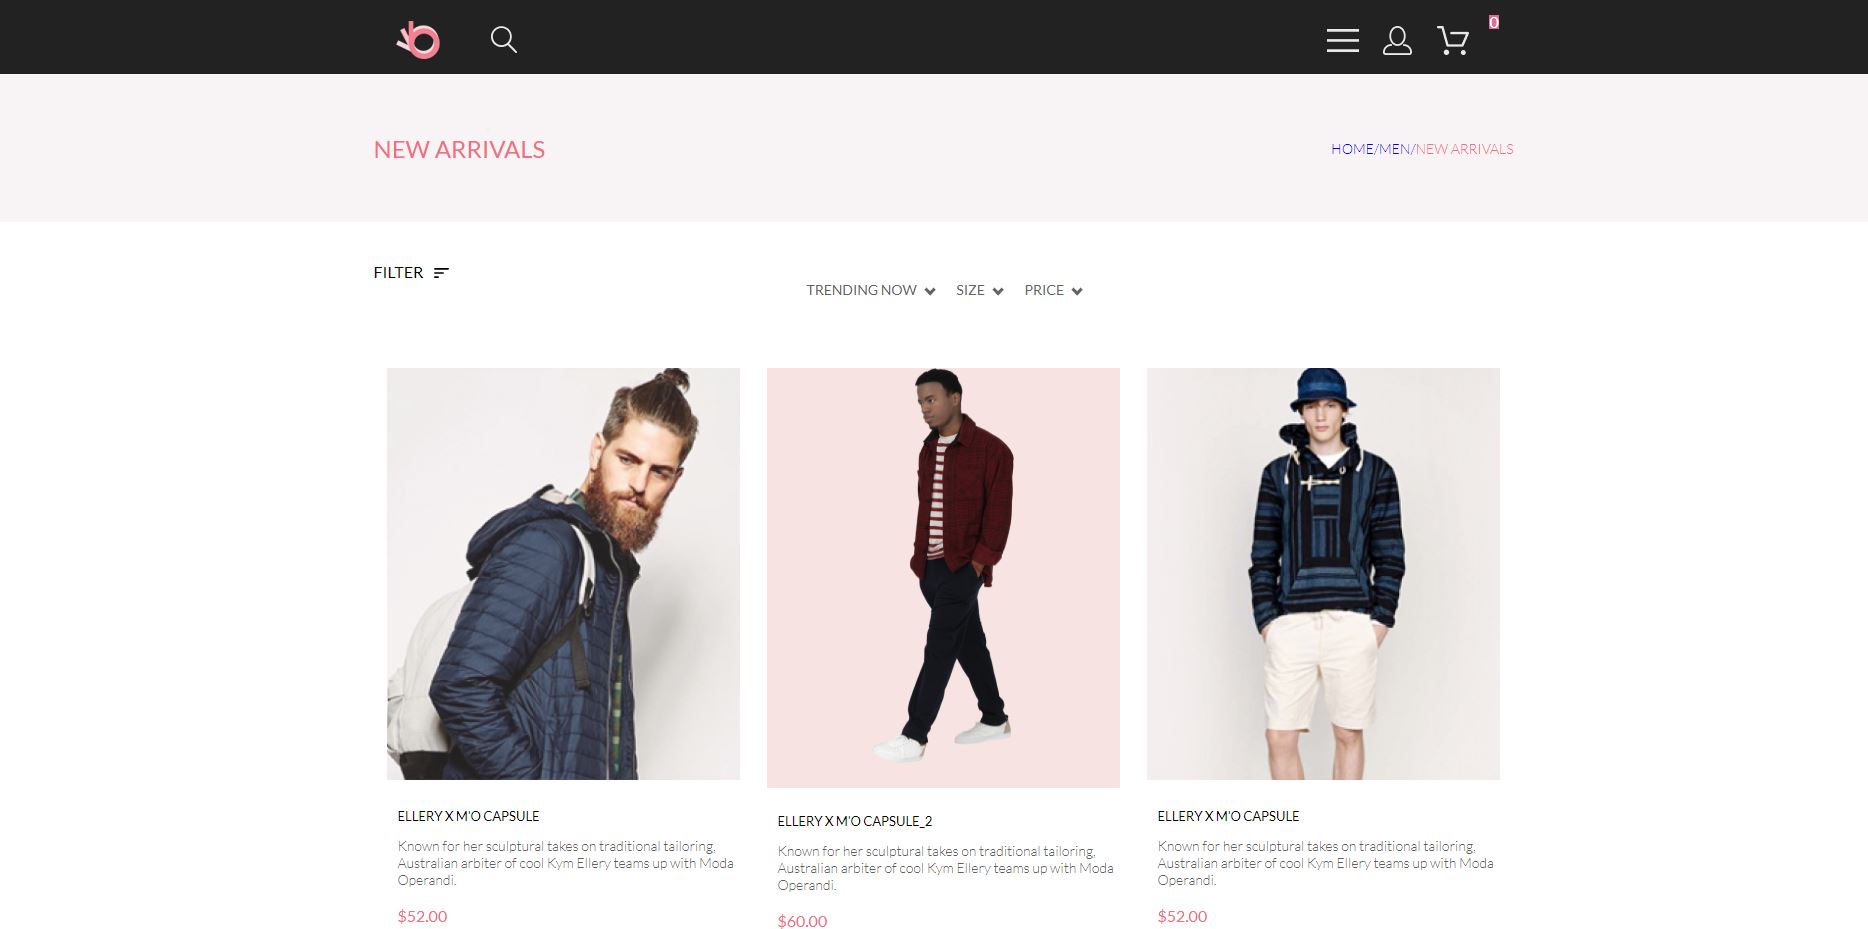 0
NEW ARRIVALS
HOME/MEN/NEW ARRIVALS
FILTER
TRENDING NOW SIZE PRICE
ELLERY X M'O CAPSULE
Known for her sculptural takes on traditional tailoring,
Australian arbiter of cool Kym Ellery teams up with Moda
Operandi.
$52.00
ELLERY X M'O CAPSULE_2
Known for her sculptural takes on traditional tailoring,
Australian arbiter of cool Kym Ellery teams up with Moda
Operandi.
$60.00
ELLERY X M'O CAPSULE
Known for her sculptural takes on traditional tailoring,
Australian arbiter of cool Kym Ellery teams up with Moda
Operandi.
$52.00